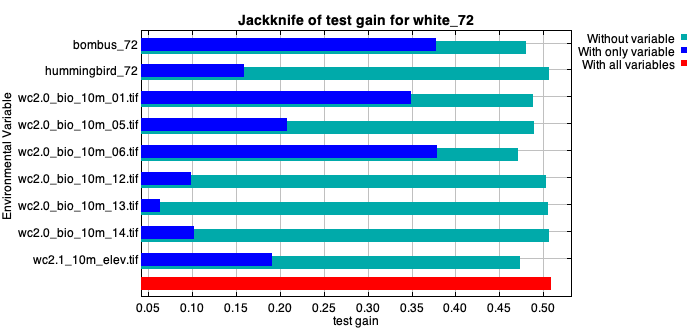 Jackknife of test gain for white_72
Environmental Variable
bombus_72
hummingbird_72
wc2.0_bio_10m_01.tif
wc2.0_bio_10m_05.tif
wc2.0_bio_10m_06.tif
wc2.0_bio_10m_12.tif
wc2.0_bio_10m_13.tif
wc2.0_bio_10m_14.tif
wc2.1_10m_elev.tif
0.05 0.10 0.15 0.20 0.25 0.30 0.35 0.40 0.45 0.50
test gain
Without variable
With only variable
With all variables